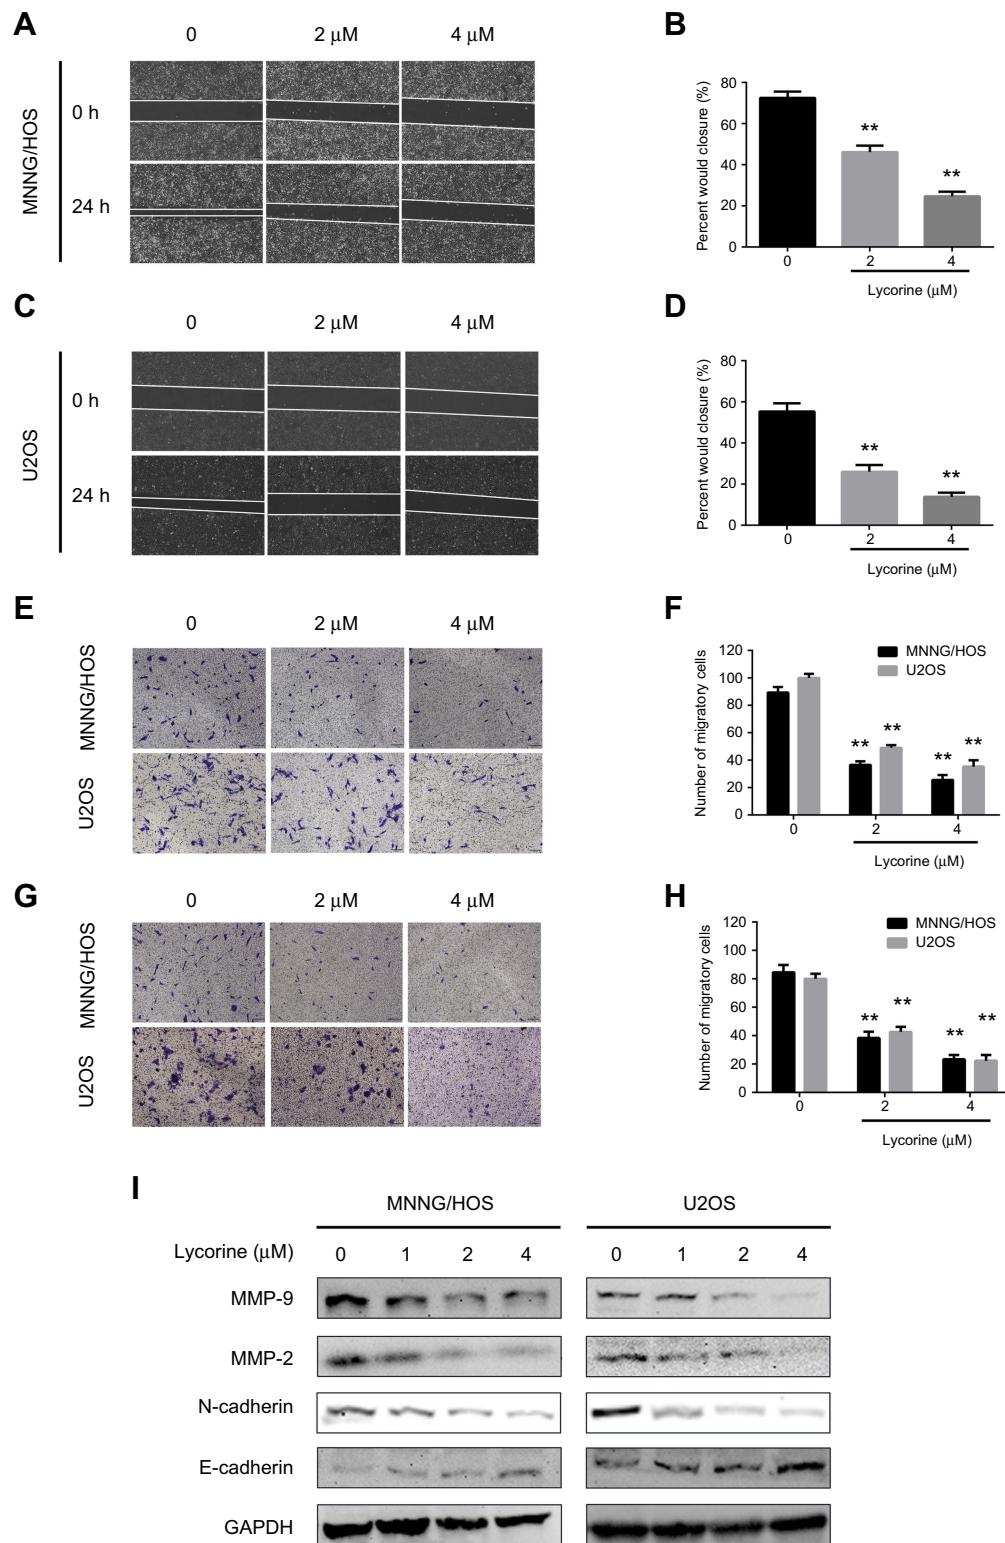 A
0 2 μM 4 μM
MNNG/HOS
0 h
24 h
B
Percent would closure (%)
80
60
40
20
0
**
**
0 2 4
Lycorine (μM)
C
0 2 μM 4 μM
U2OS
0 h
24 h
D
Percent would closure (%)
80
60
40
20
0
**
**
0 2 4
Lycorine (μM)
E
0 2 μM 4 μM
MNNG/HOS
U2OS
F
Number of migratory cells
120
100
80
60
40
20
0
MNNG/HOS
U2OS
** **
** **
0 2 4
Lycorine (μM)
G
0 2 μM 4 μM
MNNG/HOS
U2OS
H
Number of migratory cells
120
100
80
60
40
20
0
MNNG/HOS
U2OS
** **
** **
0 2 4
Lycorine (μM)
I
MNNG/HOS U2OS
Lycorine (μM) 0 1 2 4 0 1 2 4
MMP-9
MMP-2
N-cadherin
E-cadherin
GAPDH